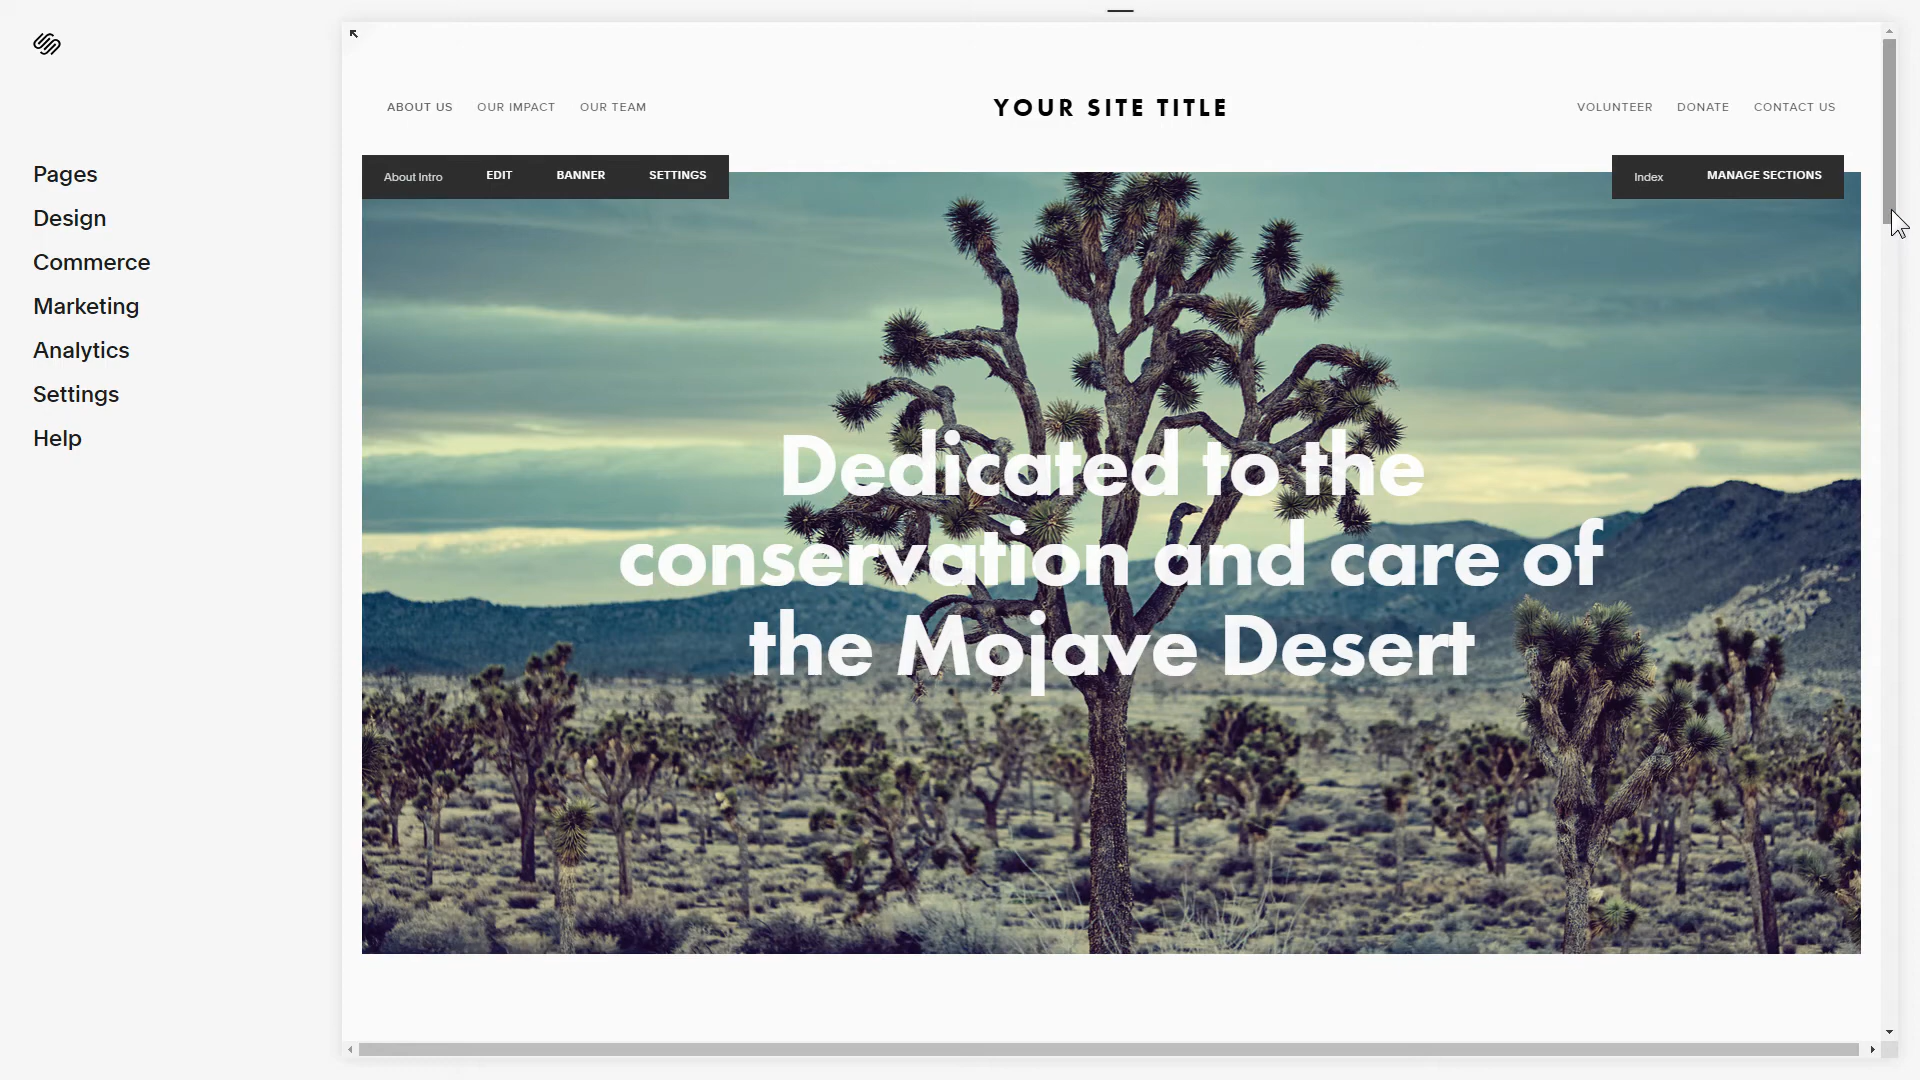 ABOUT US OUR IMPACT OUR TEAM YOUR SITE TITLE VOLUNTEER DONATE CONTACT US
About Intro EDIT BANNER SETTINGS Index MANAGE SECTIONS
Pages
Design
Commerce
Marketing
Analytics
Settings
Help
Dedicated to the
conservation and care of
the Mojave Desert